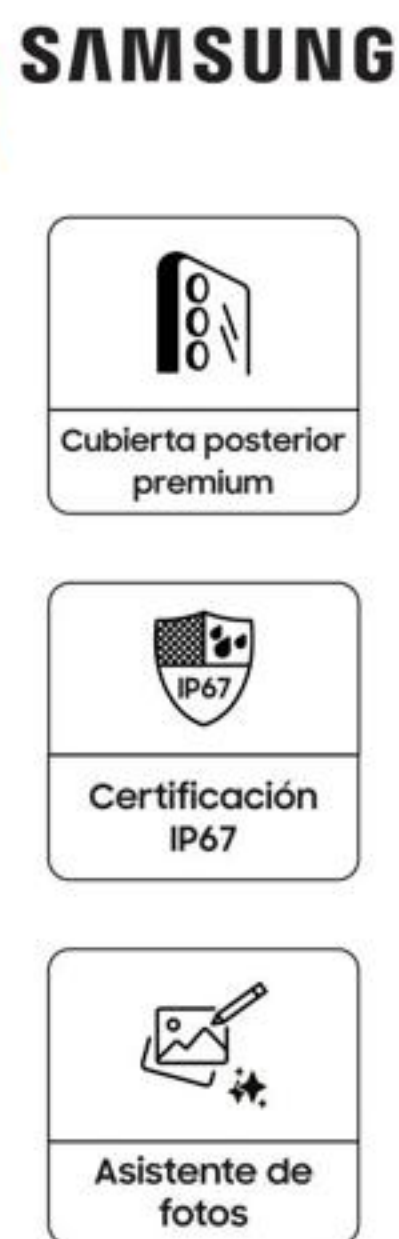 SAMSUNG
Cubierta posterior
premium
IP67
Certificación
IP67
Asistente de
fotos